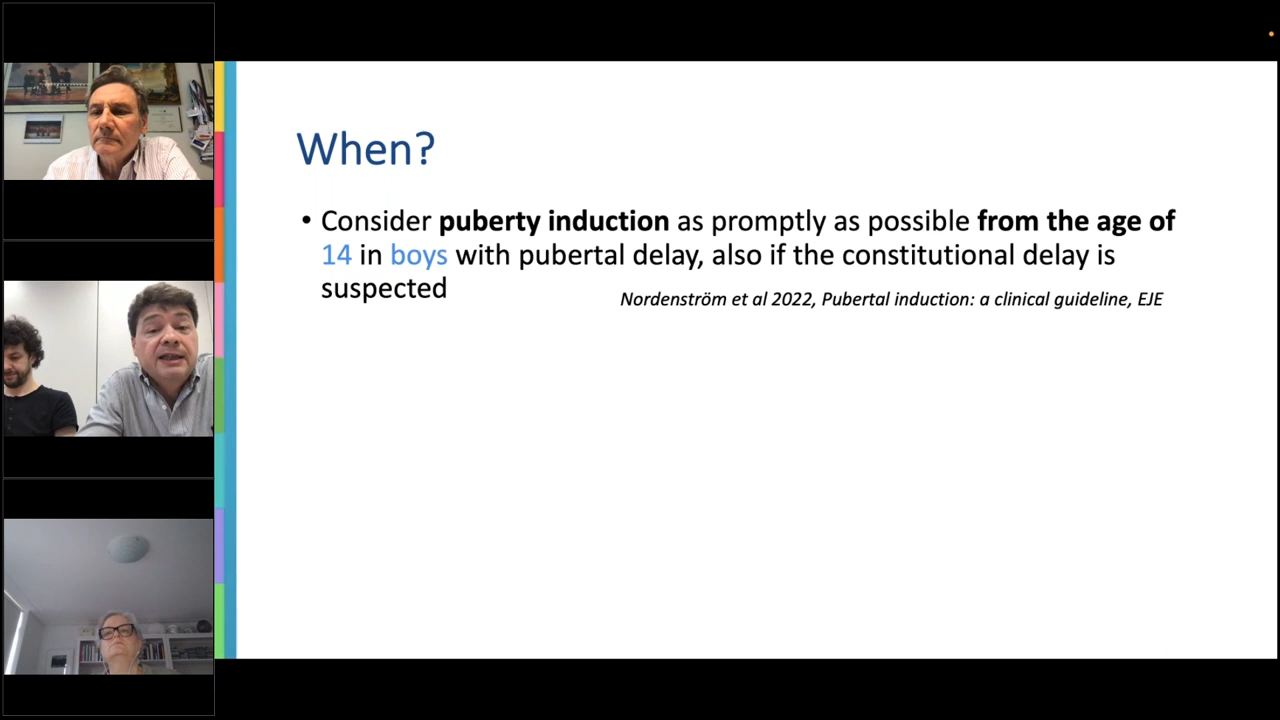 When?
• Consider puberty induction as promptly as possible from the age of
14 in boys with pubertal delay, also if the constitutional delay is
suspected
Nordenström et al 2022, Pubertal induction: a clinical guideline, EJE